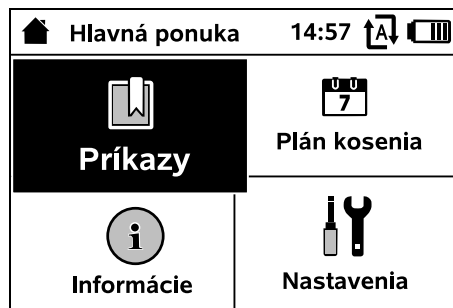 Hlavná ponuka 14:57 A
7
Príkazy
Plán kosenia
i
Informácie
Nastavenia